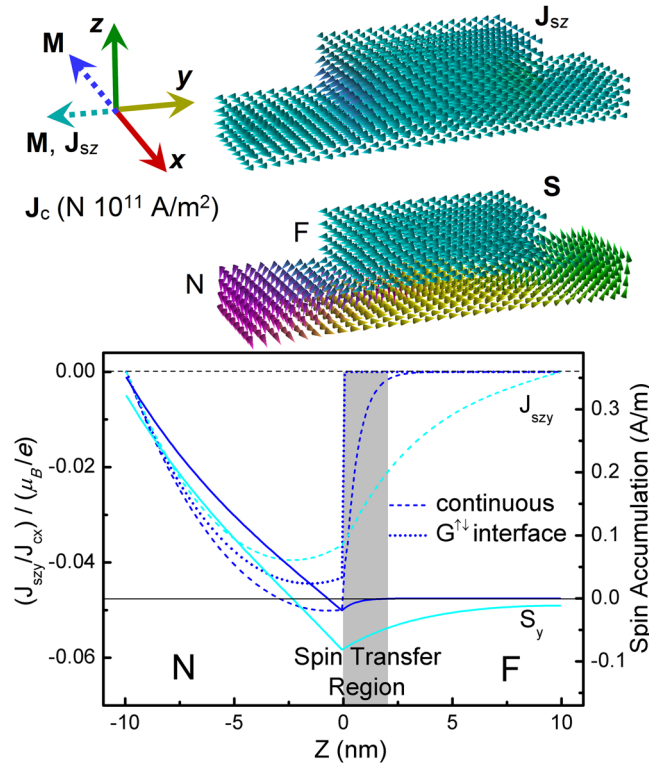 z
J_sz
M
y
M, J_sz
x
J_c (N 10^11 A/m^2)
S
F
N
(J_szy/J_cx) / (μ_B/e)
0.00
-0.02
-0.04
-0.06
J_szy
continuous
G^↑↓ interface
S_y
Spin Transfer
Region
N
F
0.3
0.2
0.1
0.0
-0.1
Spin Accumulation (A/m)
-10
-5
0
5
10
Z (nm)